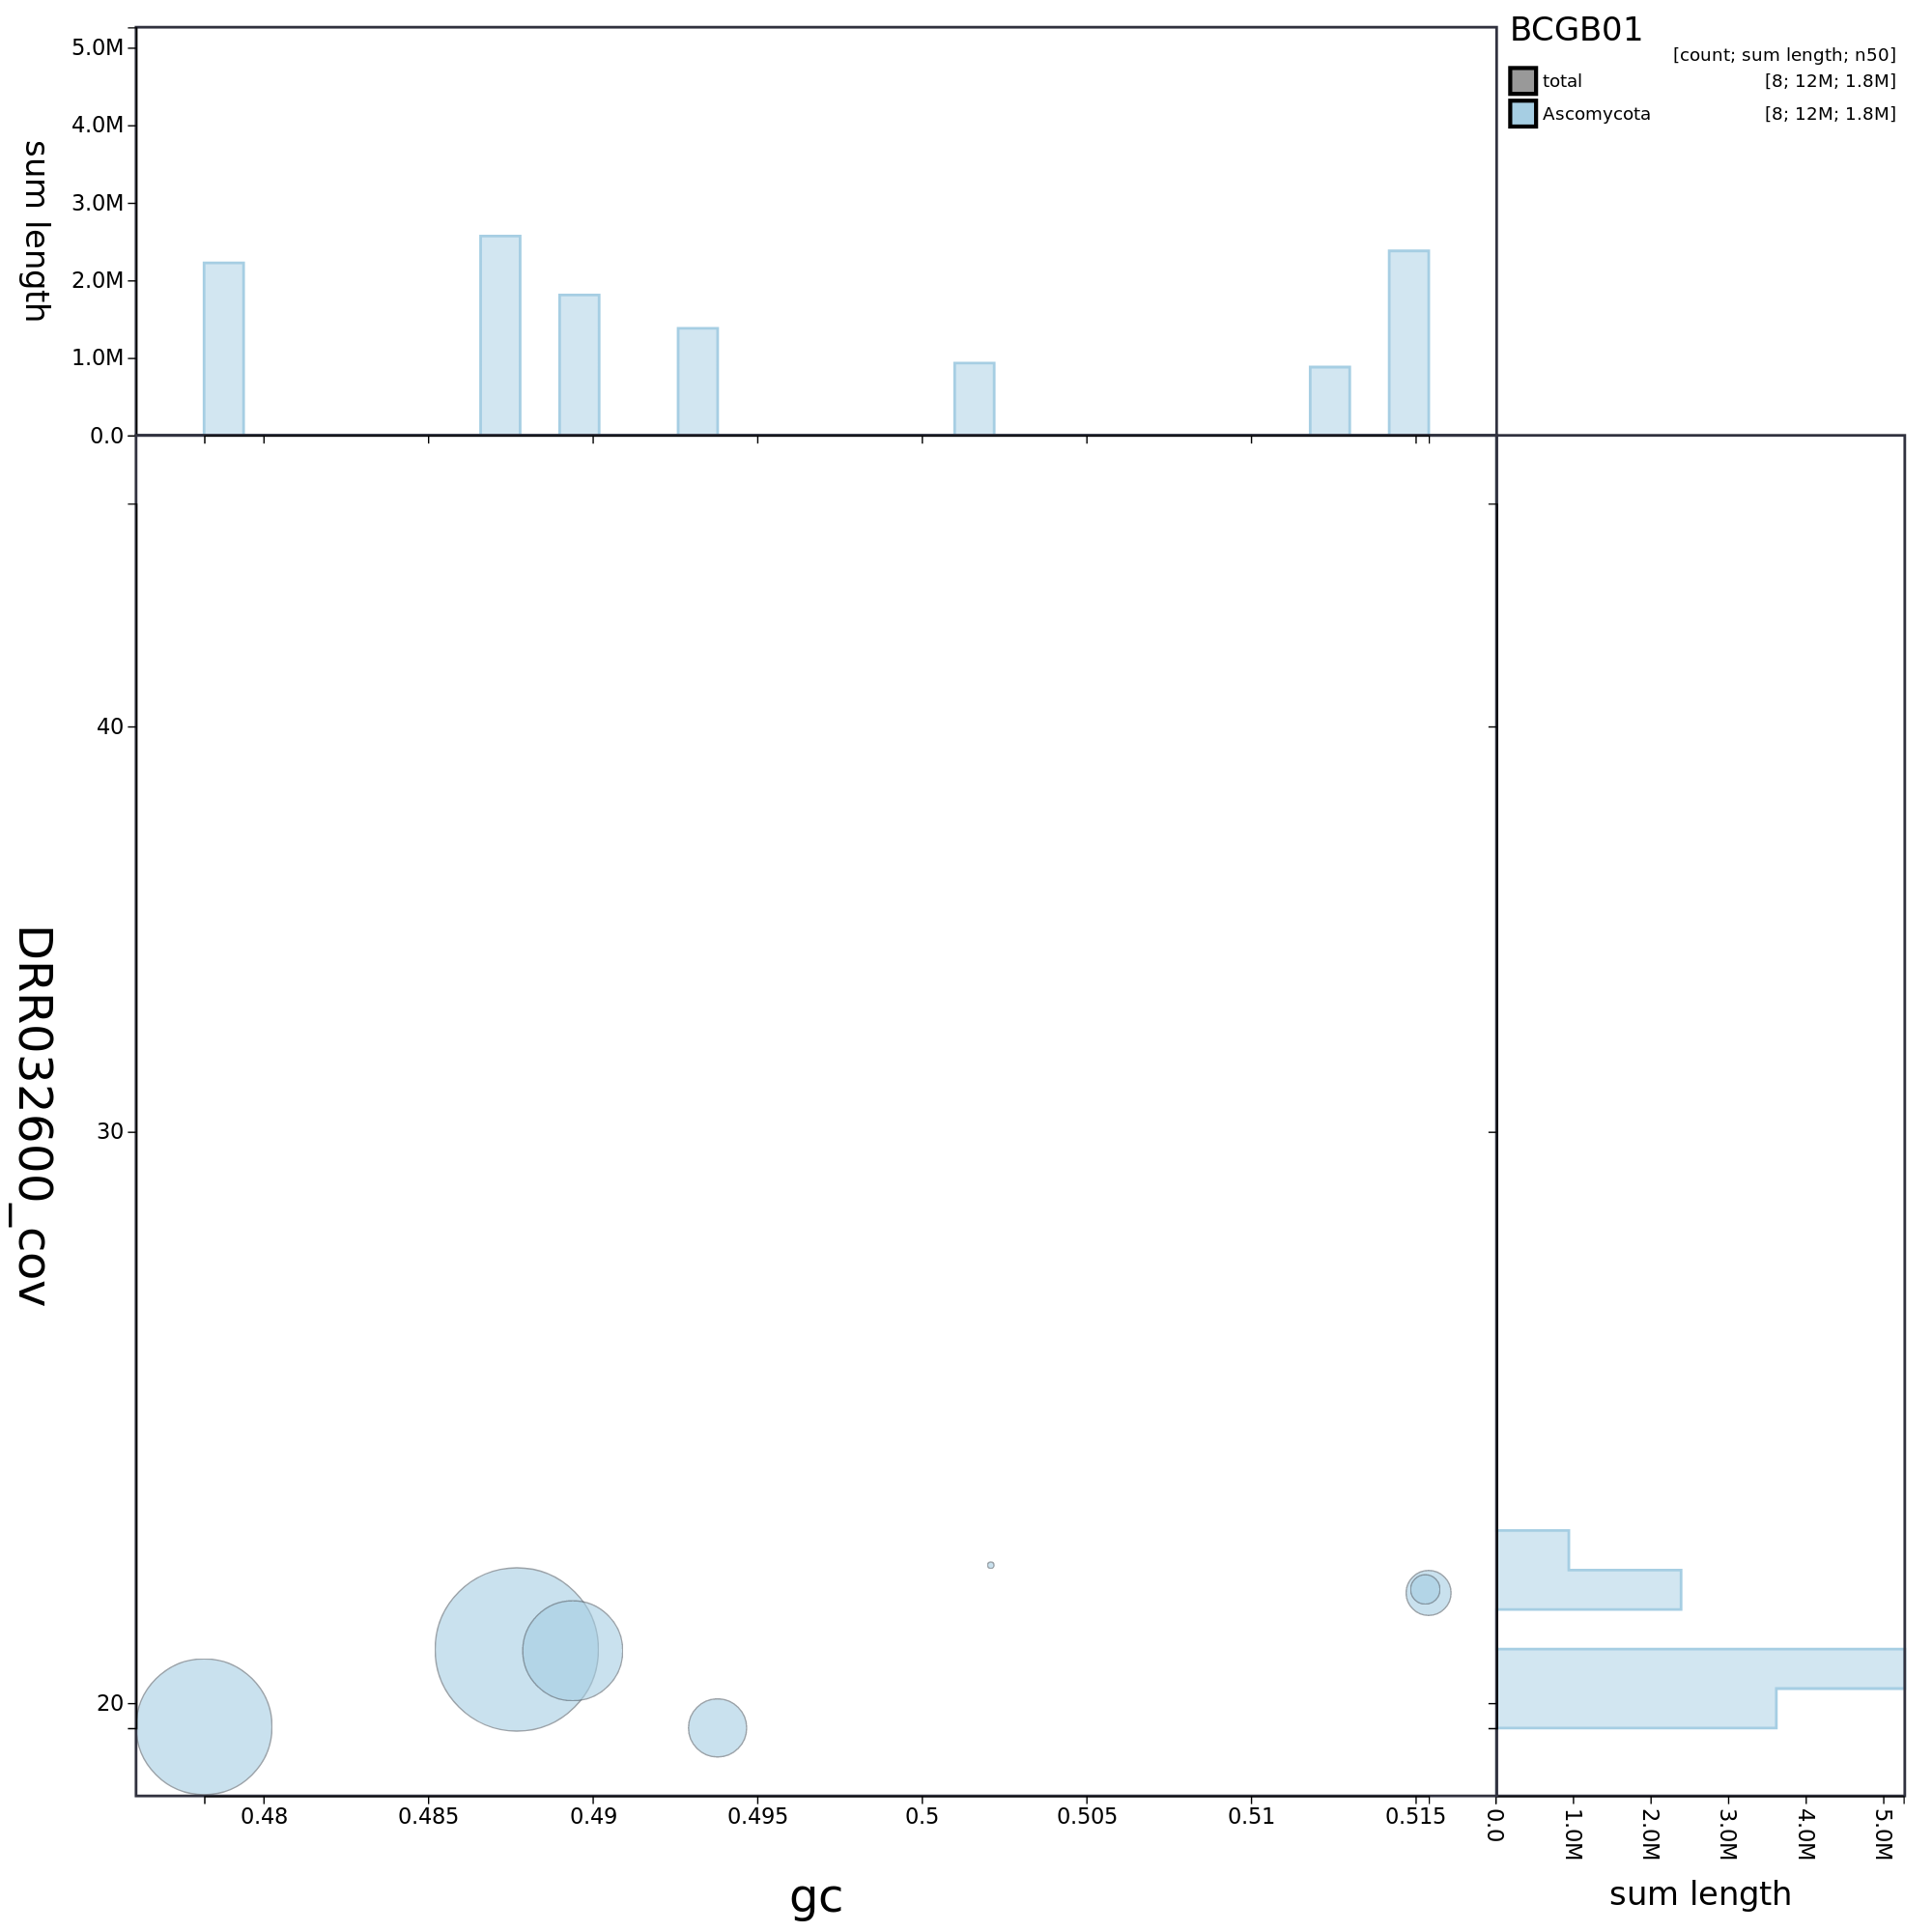 BCGB01
[count; sum length; n50]
total [8; 12M; 1.8M]
Ascomycota [8; 12M; 1.8M]
sum length
5.0M
4.0M
3.0M
2.0M
1.0M
0.0
DRR032600_cov
40
30
20
0.48 0.485 0.49 0.495 0.5 0.505 0.51 0.515
gc
0.0 1.0M 2.0M 3.0M 4.0M 5.0M
sum length